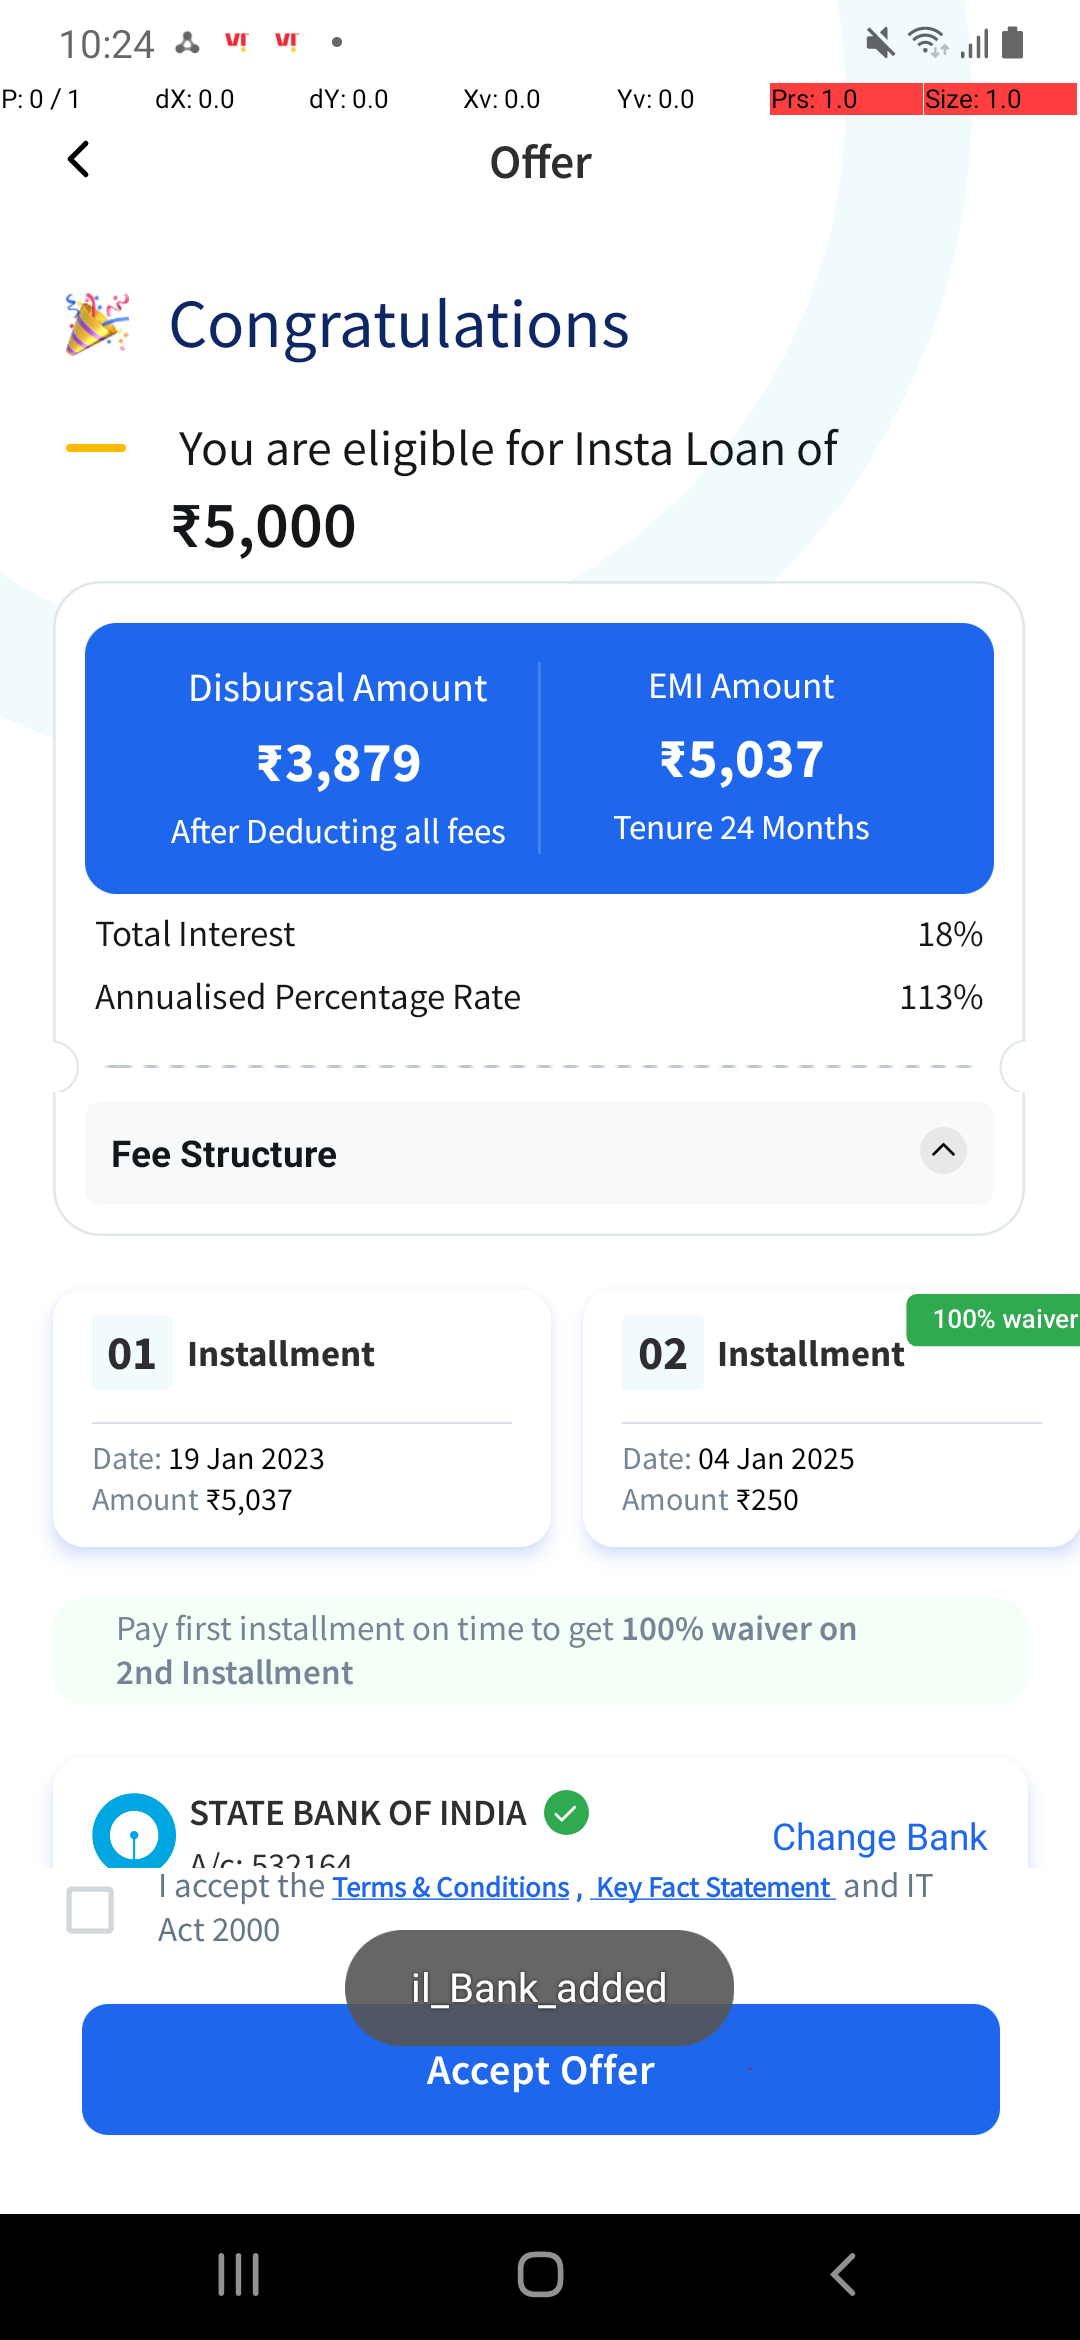 10:24
P: 0 / 1 dX: 0.0 dY: 0.0 Xv: 0.0 Yv: 0.0 Prs: 1.0 Size: 1.0
Offer
Congratulations
You are eligible for Insta Loan of
₹5,000
Disbursal Amount
₹3,879
After Deducting all fees
EMI Amount
₹5,037
Tenure 24 Months
Total Interest 18%
Annualised Percentage Rate 113%
Fee Structure
01 Installment
Date: 19 Jan 2023
Amount ₹5,037
100% waiver
02 Installment
Date: 04 Jan 2025
Amount ₹250
Pay first installment on time to get 100% waiver on
2nd Installment
STATE BANK OF INDIA
A/c: 532164
Change Bank
I accept the Terms & Conditions , Key Fact Statement and IT
Act 2000
il_Bank_added
Accept Offer